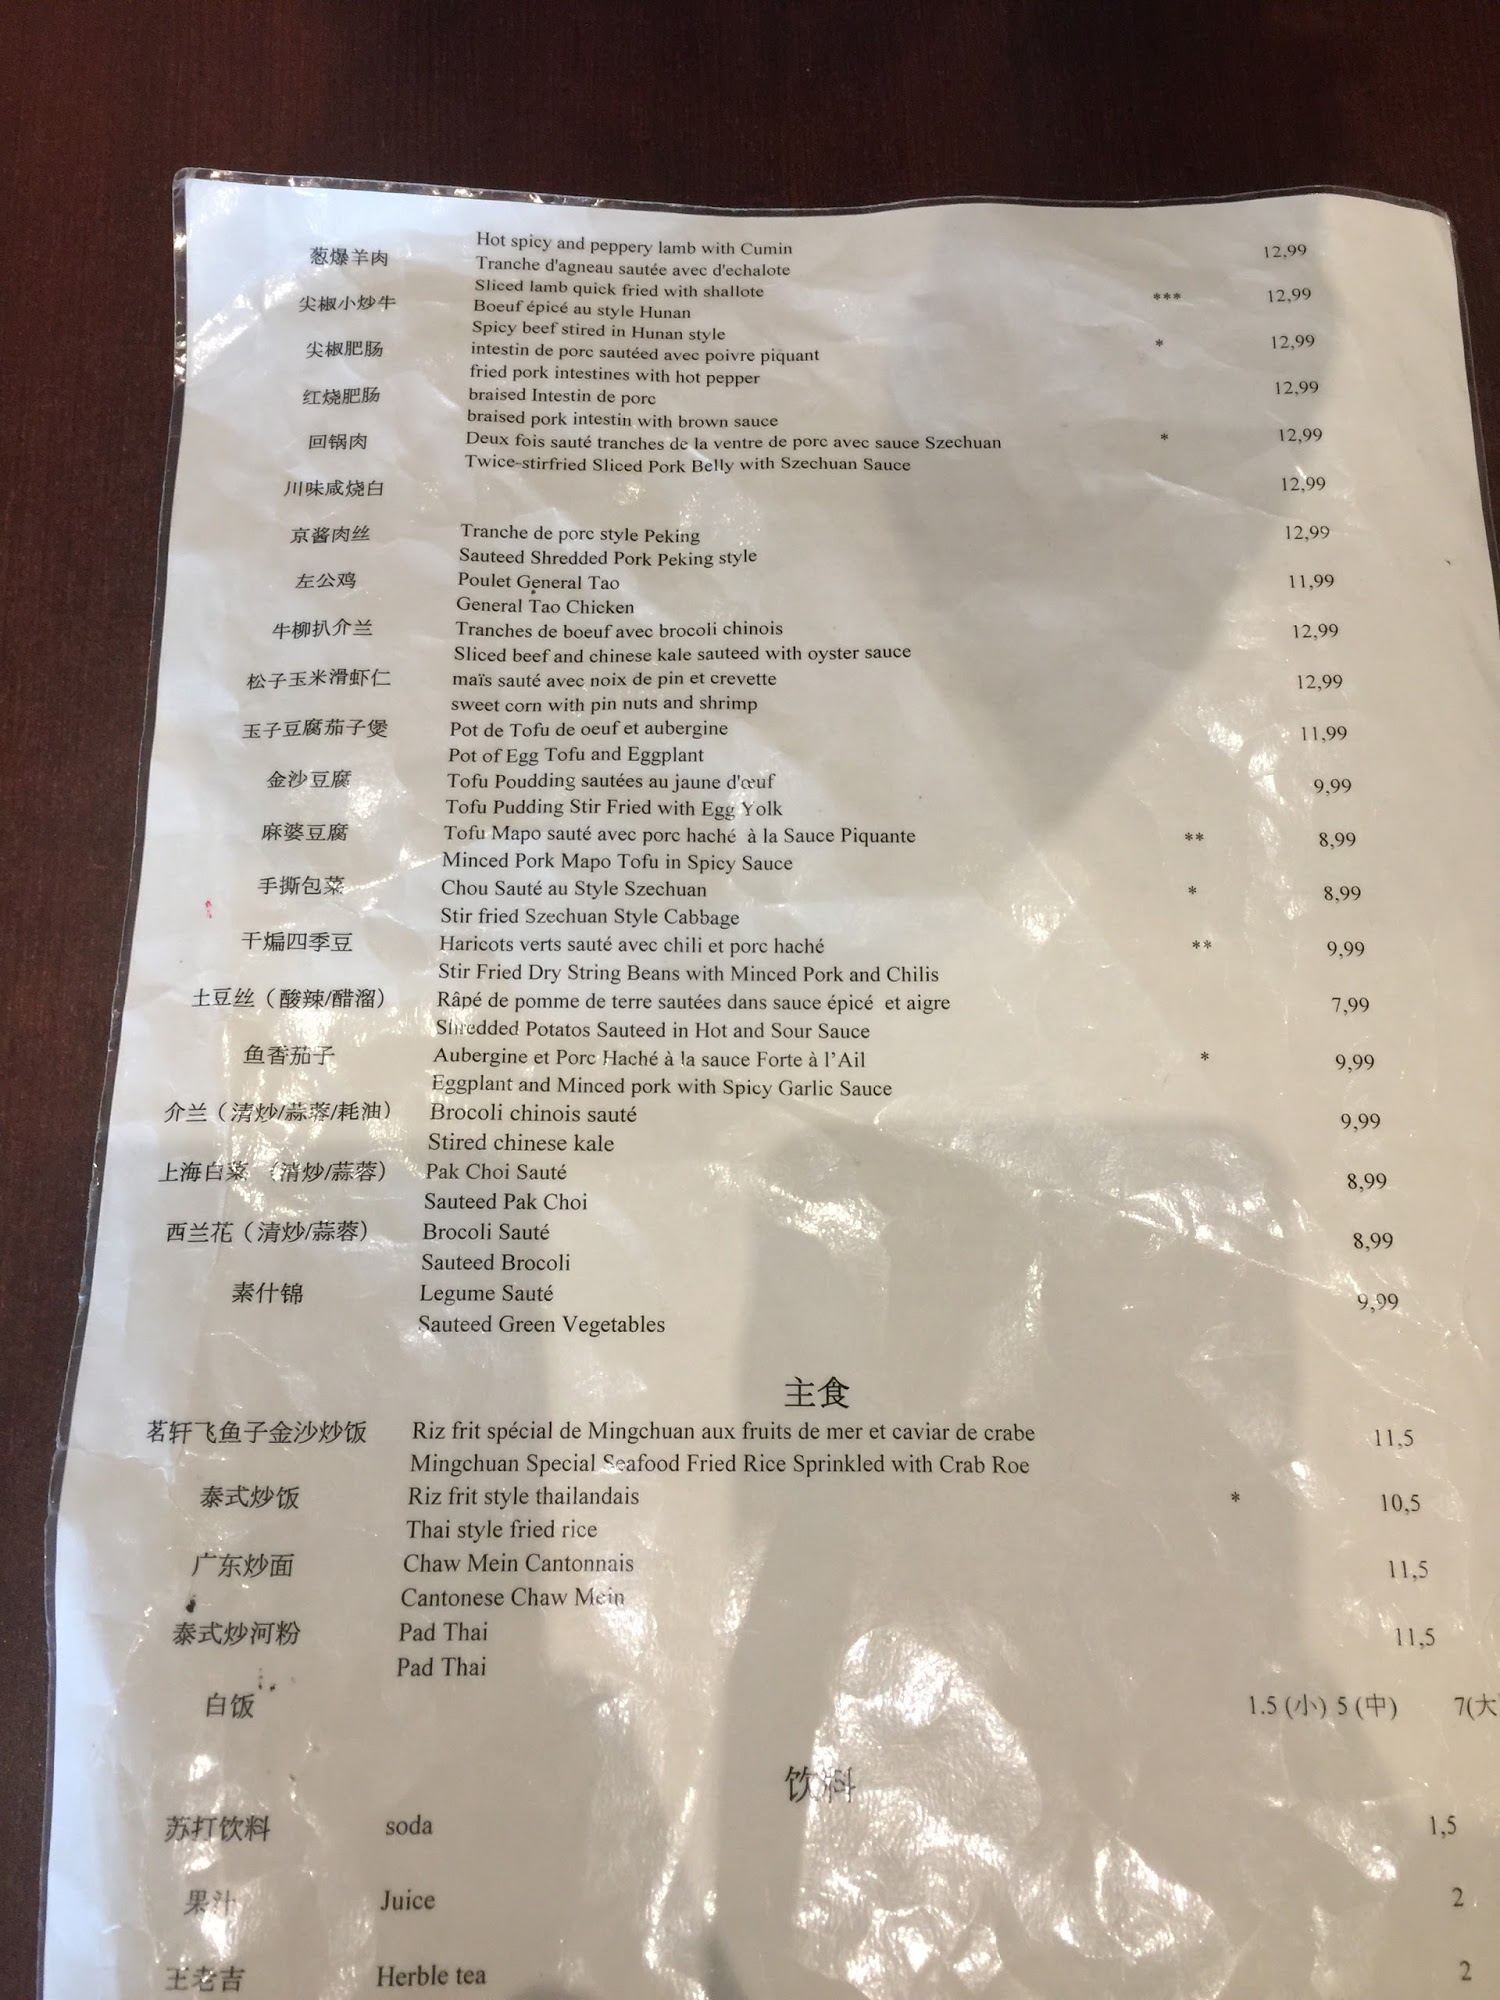 Hot spicy and peppery lamb with Cumin
葱爆羊肉 Tranche d'agneau sautée avec d'echalote 12,99
Sliced lamb quick fried with shallote
尖椒小炒牛 Boeuf épicé au style Hunan *** 12,99
Spicy beef stired in Hunan style
尖椒肥肠 intestin de porc sautéed avec poivre piquant * 12,99
fried pork intestines with hot pepper
红烧肥肠 braised Intestin de porc 12,99
braised pork intestin with brown sauce
回锅肉 Deux fois sauté tranches de la ventre de porc avec sauce Szechuan * 12,99
Twice-stirfried Sliced Pork Belly with Szechuan Sauce
川味咸烧白 12,99
京酱肉丝 Tranche de porc style Peking 12,99
Sauteed Shredded Pork Peking style
左公鸡 Poulet General Tao 11,99
General Tao Chicken
牛柳扒介兰 Tranches de boeuf avec brocoli chinois 12,99
Sliced beef and chinese kale sauteed with oyster sauce
松子玉米滑虾仁 maïs sauté avec noix de pin et crevette 12,99
sweet corn with pin nuts and shrimp
玉子豆腐茄子煲 Pot de Tofu de oeuf et aubergine 11,99
Pot of Egg Tofu and Eggplant
金沙豆腐 Tofu Poudding sautées au jaune d'œuf 9,99
Tofu Pudding Stir Fried with Egg Yolk
麻婆豆腐 Tofu Mapo sauté avec porc haché à la Sauce Piquante ** 8,99
Minced Pork Mapo Tofu in Spicy Sauce
手撕包菜 Chou Sauté au Style Szechuan * 8,99
Stir fried Szechuan Style Cabbage
干煸四季豆 Haricots verts sauté avec chili et porc haché ** 9,99
Stir Fried Dry String Beans with Minced Pork and Chilis
土豆丝（酸辣/醋溜） Râpé de pomme de terre sautées dans sauce épicé et aigre 7,99
Shredded Potatos Sauteed in Hot and Sour Sauce
鱼香茄子 Aubergine et Porc Haché à la sauce Forte à l’Ail * 9,99
Eggplant and Minced pork with Spicy Garlic Sauce
介兰（清炒/蒜蓉/耗油） Brocoli chinois sauté 9,99
Stired chinese kale
上海白菜 （清炒/蒜蓉） Pak Choi Sauté 8,99
Sauteed Pak Choi
西兰花（清炒/蒜蓉） Brocoli Sauté 8,99
Sauteed Brocoli
素什锦 Legume Sauté 9,99
Sauteed Green Vegetables
主食
茗轩飞鱼子金沙炒饭 Riz frit spécial de Mingchuan aux fruits de mer et caviar de crabe 11,5
Mingchuan Special Seafood Fried Rice Sprinkled with Crab Roe
泰式炒饭 Riz frit style thailandais * 10,5
Thai style fried rice
广东炒面 Chaw Mein Cantonnais 11,5
Cantonese Chaw Mein
泰式炒河粉 Pad Thai 11,5
Pad Thai
白饭 1.5 (小) 5 (中) 7(大
饮料
苏打饮料 soda 1,5
果汁 Juice 2
王老吉 Herble tea 2